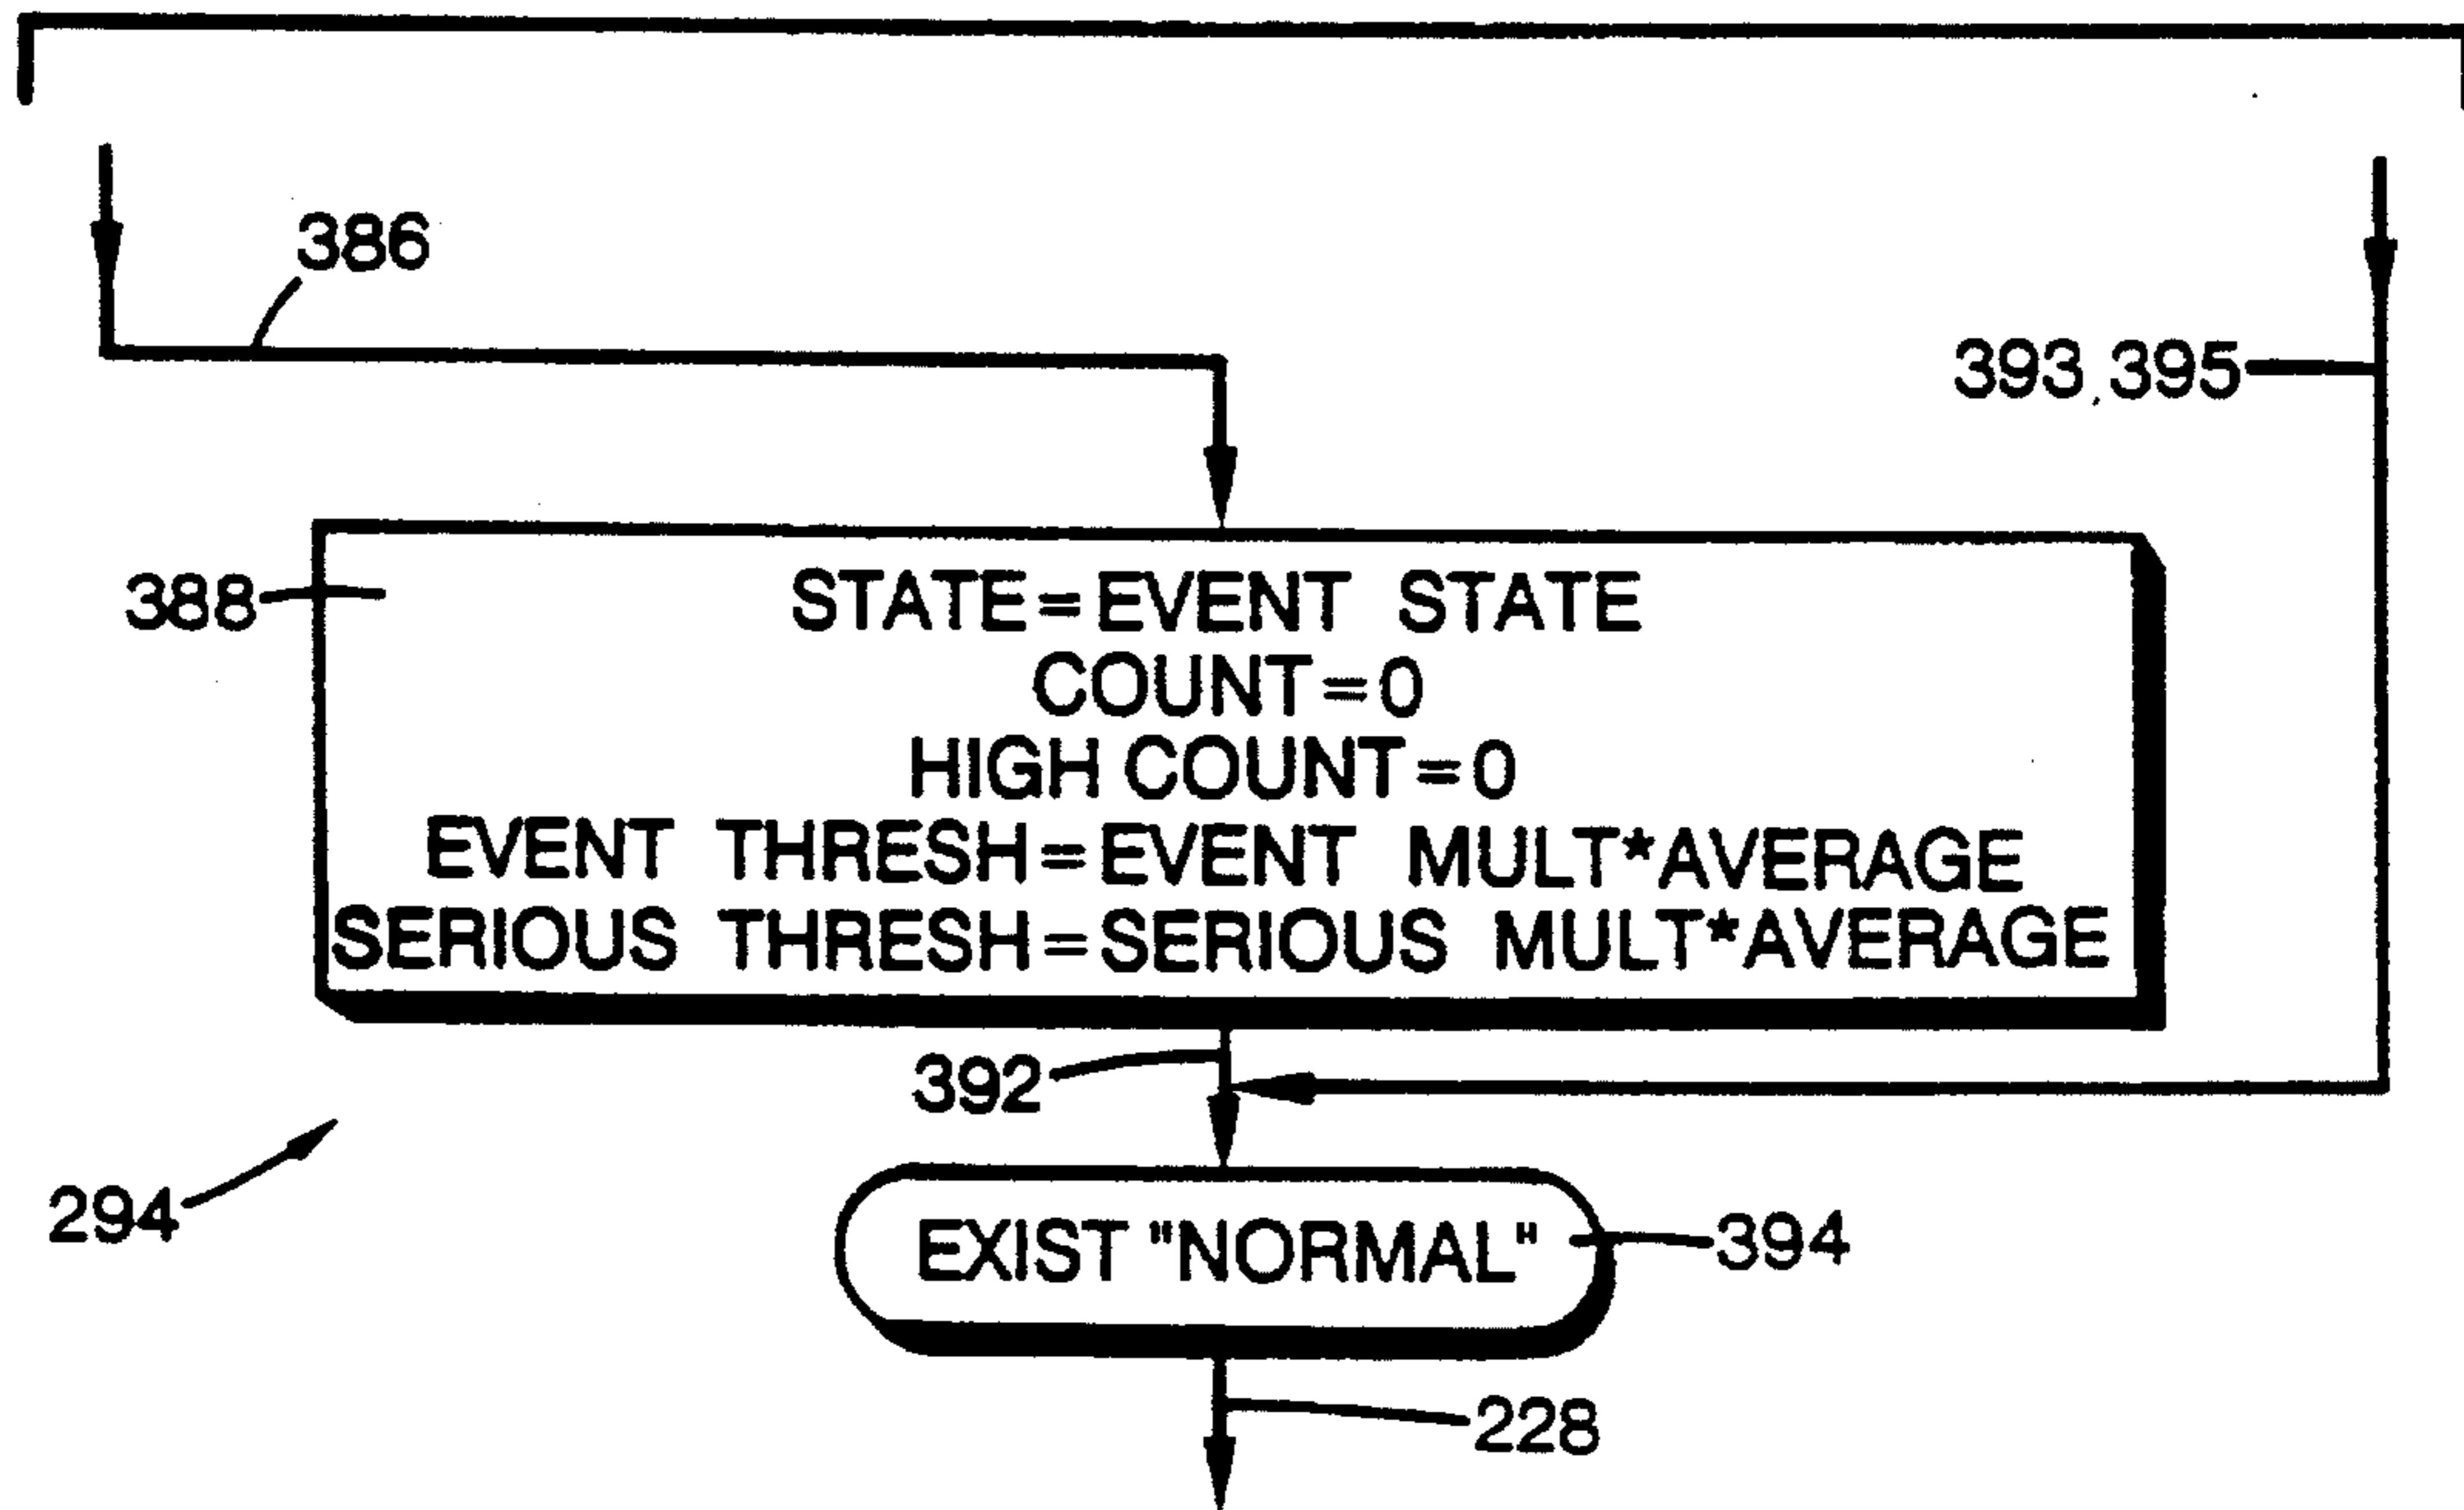 386
393,395
388
STATE=EVENT STATE
COUNT=0
HIGH COUNT=0
EVENT THRESH=EVENT MULT*AVERAGE
SERIOUS THRESH=SERIOUS MULT*AVERAGE
392
294
EXIST "NORMAL"
394
228